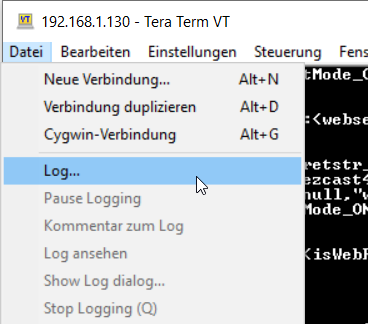 VT
192.168.1.130 - Tera Term VT
Datei Bearbeiten Einstellungen Steuerung Fens
Neue Verbindung... Alt+N
Verbindung duplizieren Alt+D
Cygwin-Verbindung Alt+G
Log...
Pause Logging
Kommentar zum Log
Log ansehen
Show Log dialog...
Stop Logging (Q)
tMode_O
:<webse
retstr_
ezcast4
null,"w
Mode_ON
<isWebF